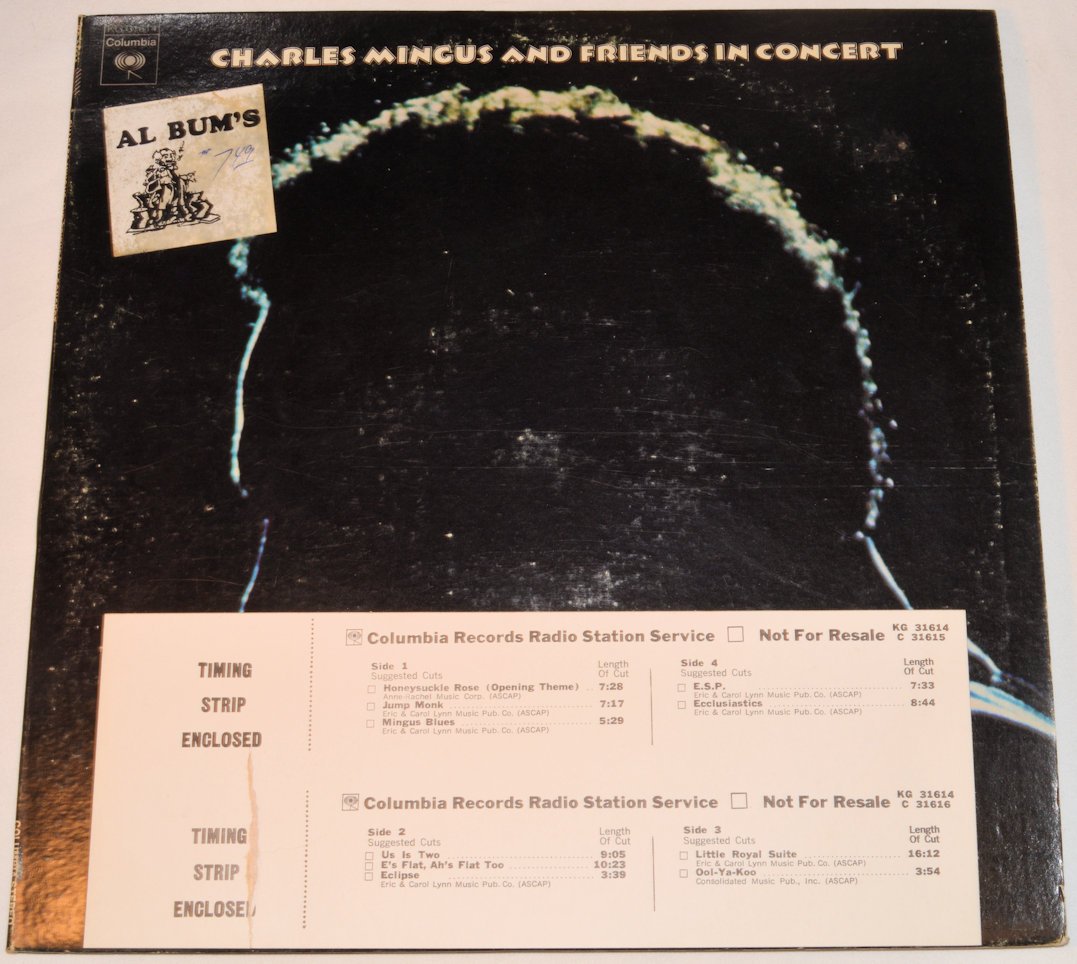 KG 31614
Columbia
CHARLES MINGUS AND FRIENDS IN CONCERT
AL BUM'S
7.49
TIMING
STRIP
ENCLOSED
Columbia Records Radio Station Service Not For Resale KG 31614
C 31615
Side 1
Suggested Cuts Length Of Cut
Honeysuckle Rose (Opening Theme) .. 7:28
Anne-Rachel Music Corp. (ASCAP)
Jump Monk 7:17
Eric & Carol Lynn Music Pub. Co. (ASCAP)
Mingus Blues 5:29
Eric & Carol Lynn Music Pub. Co. (ASCAP)
Side 4
Suggested Cuts Length Of Cut
E.S.P. 7:33
Eric & Carol Lynn Music Pub. Co. (ASCAP)
Ecclusiastics 8:44
Eric & Carol Lynn Music Pub. Co. (ASCAP)
TIMING
STRIP
ENCLOSED
Columbia Records Radio Station Service Not For Resale KG 31614
C 31616
Side 2
Suggested Cuts Length Of Cut
Us Is Two 9:05
E's Flat, Ah's Flat Too 10:23
Eclipse 3:39
Eric & Carol Lynn Music Pub. Co. (ASCAP)
Side 3
Suggested Cuts Length Of Cut
Little Royal Suite 16:12
Eric & Carol Lynn Music Pub. Co. (ASCAP)
Ool-Ya-Koo 3:54
Consolidated Music Pub., Inc. (ASCAP)